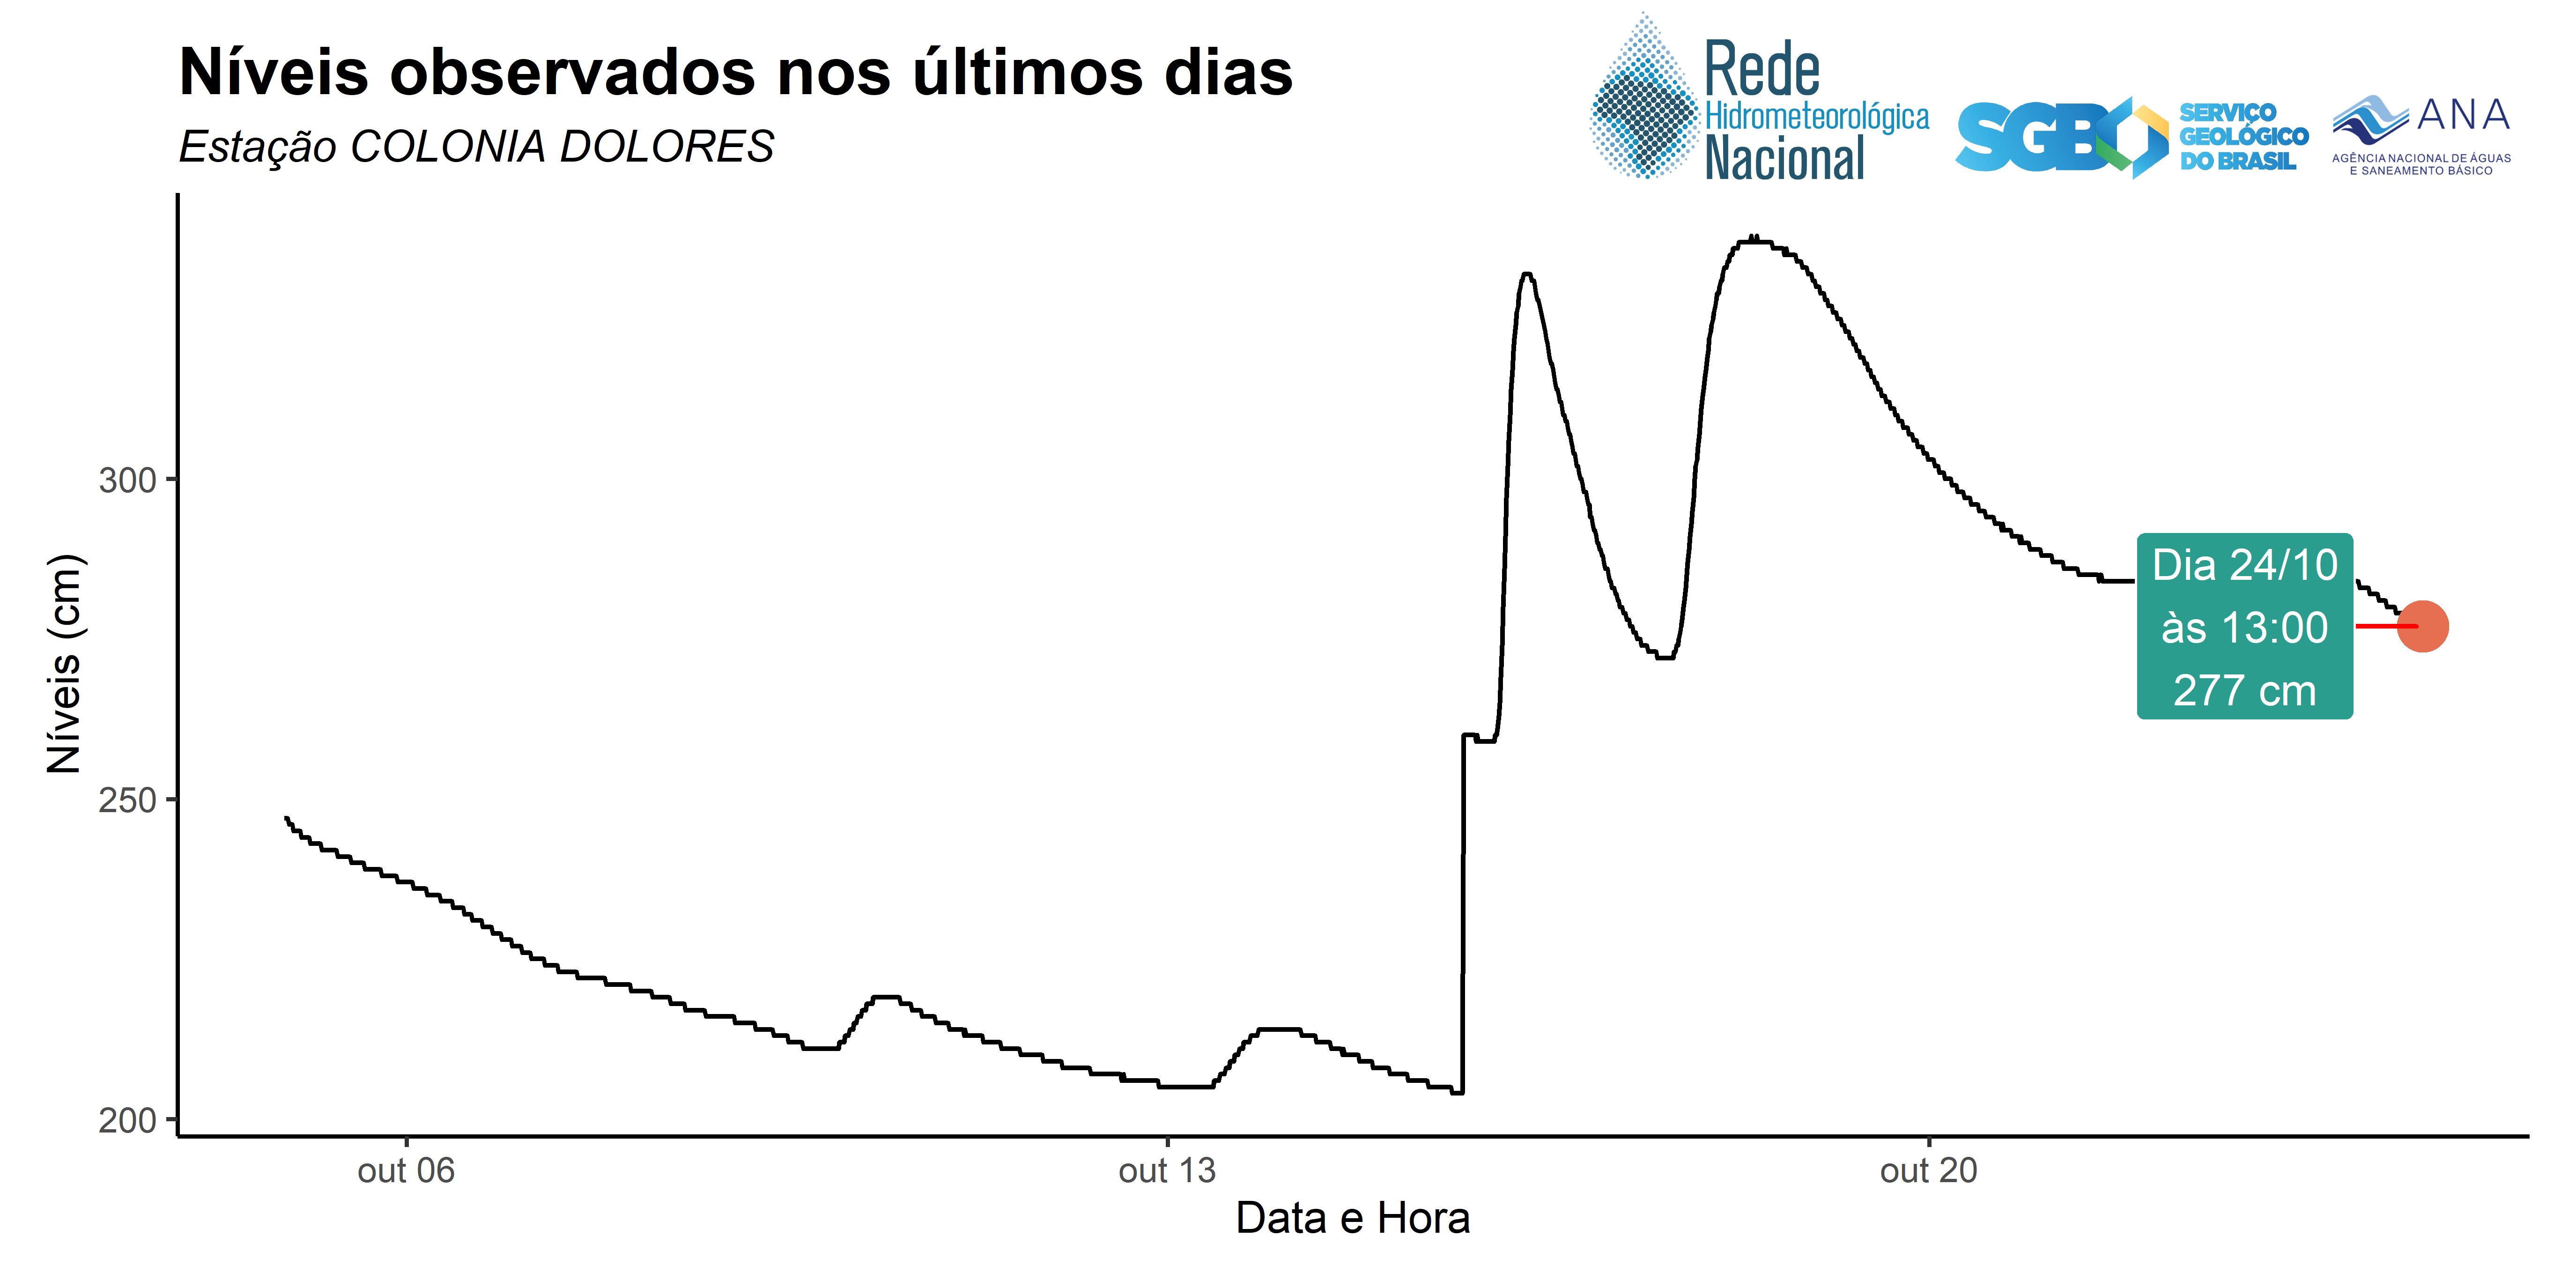 Níveis observados nos últimos dias
Estação COLONIA DOLORES
Rede
Hidrometeorológica
Nacional
SGB
SERVIÇO
GEOLÓGICO
DO BRASIL
ANA
AGÊNCIA NACIONAL DE ÁGUAS
E SANEAMENTO BÁSICO
Níveis (cm)
300
250
200
Dia 24/10
às 13:00
277 cm
out 06
out 13
out 20
Data e Hora